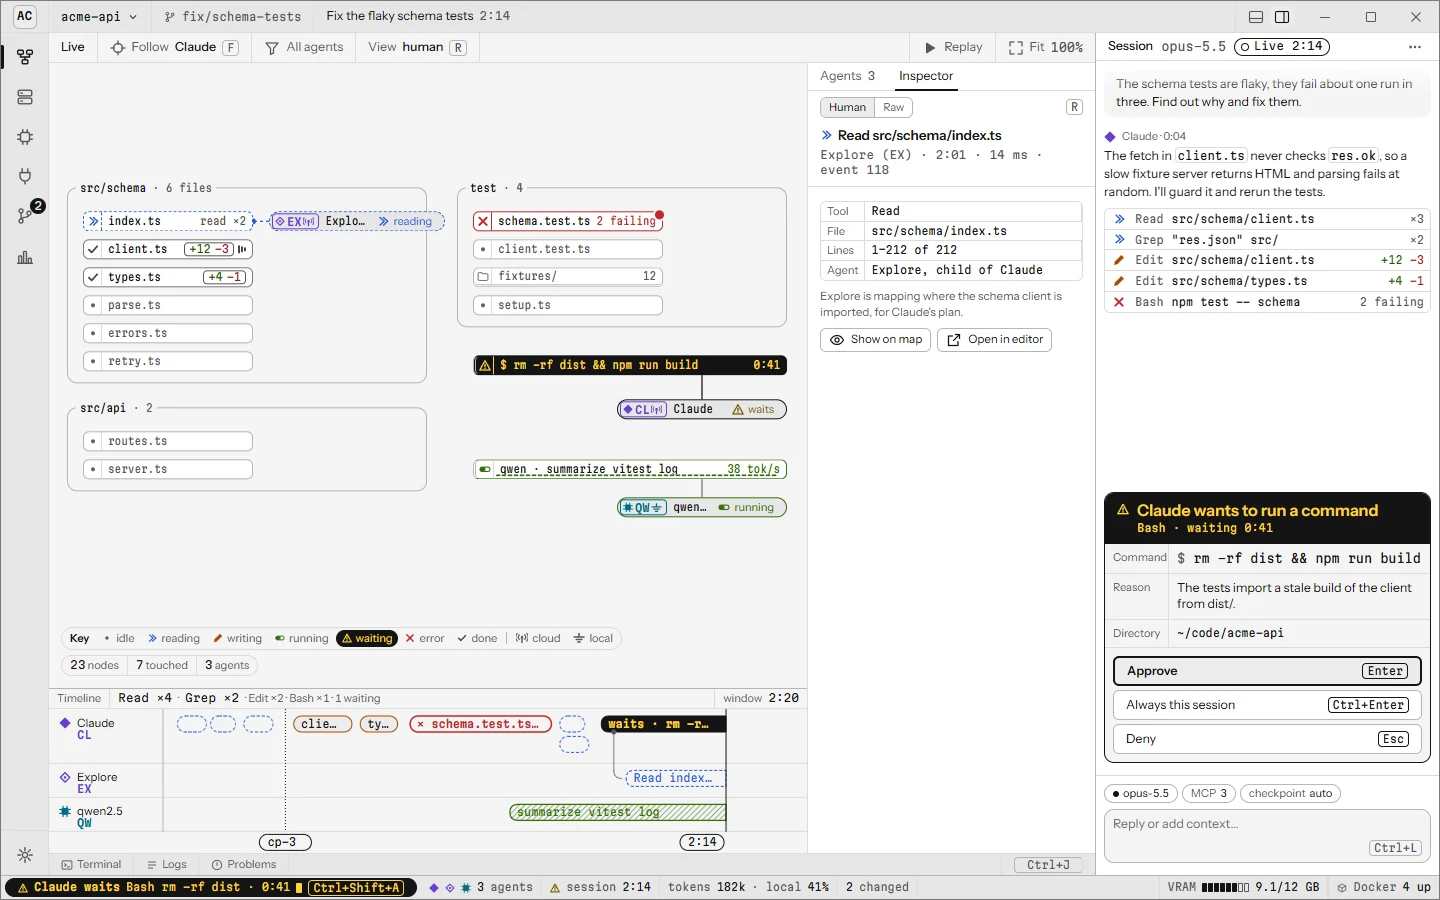 AC acme-api fix/schema-tests Fix the flaky schema tests 2:14
Live Follow Claude F All agents View human R Replay Fit 100%
Session opus-5.5 Live 2:14
Agents 3 Inspector
Human Raw R
Read src/schema/index.ts
Explore (EX) · 2:01 · 14 ms ·
event 118
Tool Read
File src/schema/index.ts
Lines 1–212 of 212
Agent Explore, child of Claude
Explore is mapping where the schema client is
imported, for Claude's plan.
Show on map Open in editor
2
src/schema · 6 files
index.ts read ×2
EX Explo… reading
client.ts +12 −3
types.ts +4 −1
parse.ts
errors.ts
retry.ts
src/api · 2
routes.ts
server.ts
test · 4
schema.test.ts 2 failing
client.test.ts
fixtures/ 12
setup.ts
$ rm -rf dist && npm run build 0:41
CL Claude waits
qwen · summarize vitest log 38 tok/s
QW qwen… running
Key idle reading writing running waiting error done cloud local
23 nodes 7 touched 3 agents
Timeline Read ×4 · Grep ×2 · Edit ×2 · Bash ×1 · 1 waiting window 2:20
Claude
CL
clie… ty… × schema.test.ts… waits · rm -r…
Explore
EX
Read index…
qwen2.5
QW
summarize vitest log
cp-3 2:14
Terminal Logs Problems Ctrl+J
The schema tests are flaky, they fail about one run in
three. Find out why and fix them.
Claude · 0:04
The fetch in client.ts never checks res.ok, so a
slow fixture server returns HTML and parsing fails at
random. I'll guard it and rerun the tests.
Read src/schema/client.ts ×3
Grep "res.json" src/ ×2
Edit src/schema/client.ts +12 −3
Edit src/schema/types.ts +4 −1
Bash npm test -- schema 2 failing
Claude wants to run a command
Bash · waiting 0:41
Command $ rm -rf dist && npm run build
Reason The tests import a stale build of the client
from dist/.
Directory ~/code/acme-api
Approve Enter
Always this session Ctrl+Enter
Deny Esc
opus-5.5 MCP 3 checkpoint auto
Reply or add context…
Ctrl+L
Claude waits Bash rm -rf dist · 0:41 Ctrl+Shift+A 3 agents session 2:14 tokens 182k · local 41% 2 changed VRAM 9.1/12 GB Docker 4 up